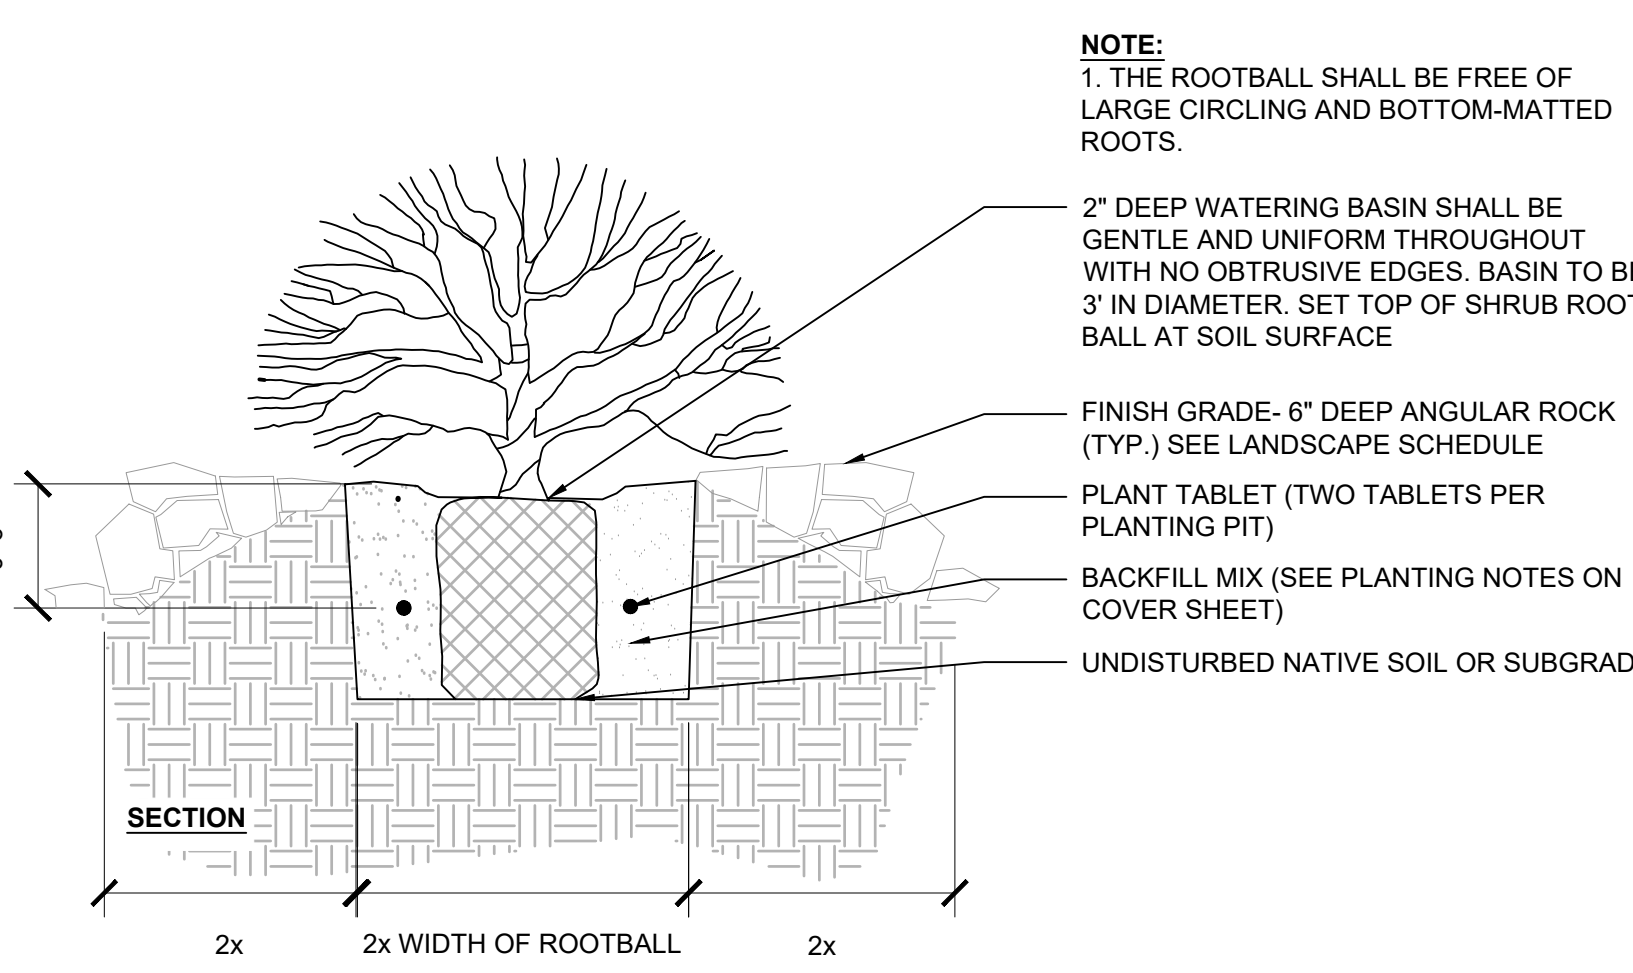 NOTE:
1. THE ROOTBALL SHALL BE FREE OF
LARGE CIRCLING AND BOTTOM-MATTED
ROOTS.
2" DEEP WATERING BASIN SHALL BE
GENTLE AND UNIFORM THROUGHOUT
WITH NO OBTRUSIVE EDGES. BASIN TO BE
3' IN DIAMETER. SET TOP OF SHRUB ROOT
BALL AT SOIL SURFACE
FINISH GRADE- 6" DEEP ANGULAR ROCK
(TYP.) SEE LANDSCAPE SCHEDULE
PLANT TABLET (TWO TABLETS PER
PLANTING PIT)
BACKFILL MIX (SEE PLANTING NOTES ON
COVER SHEET)
UNDISTURBED NATIVE SOIL OR SUBGRAD
SECTION
2x
2x WIDTH OF ROOTBALL
2x